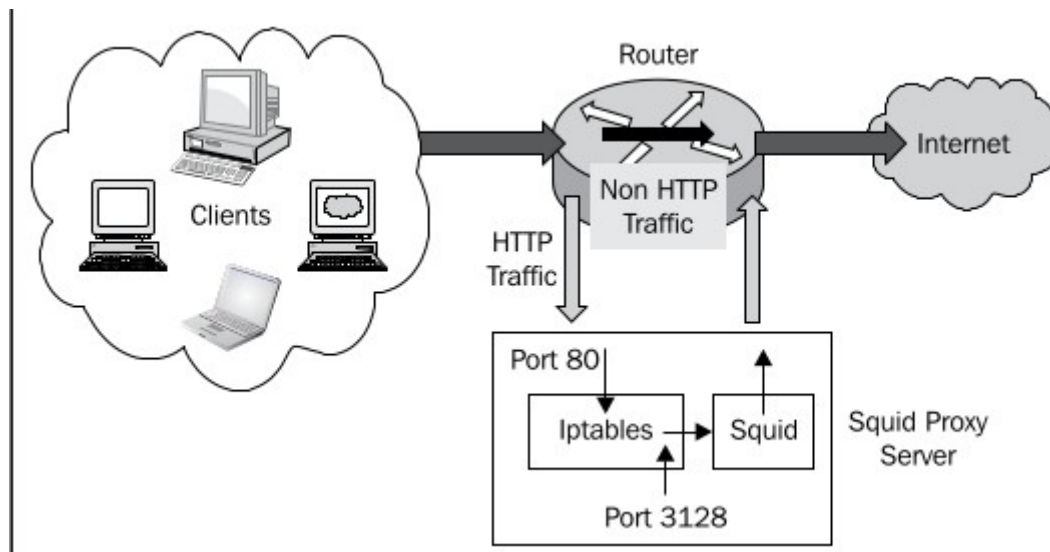 Router
Internet
Clients
Non HTTP
Traffic
HTTP
Traffic
Port 80
Iptables
Squid
Squid Proxy
Server
Port 3128